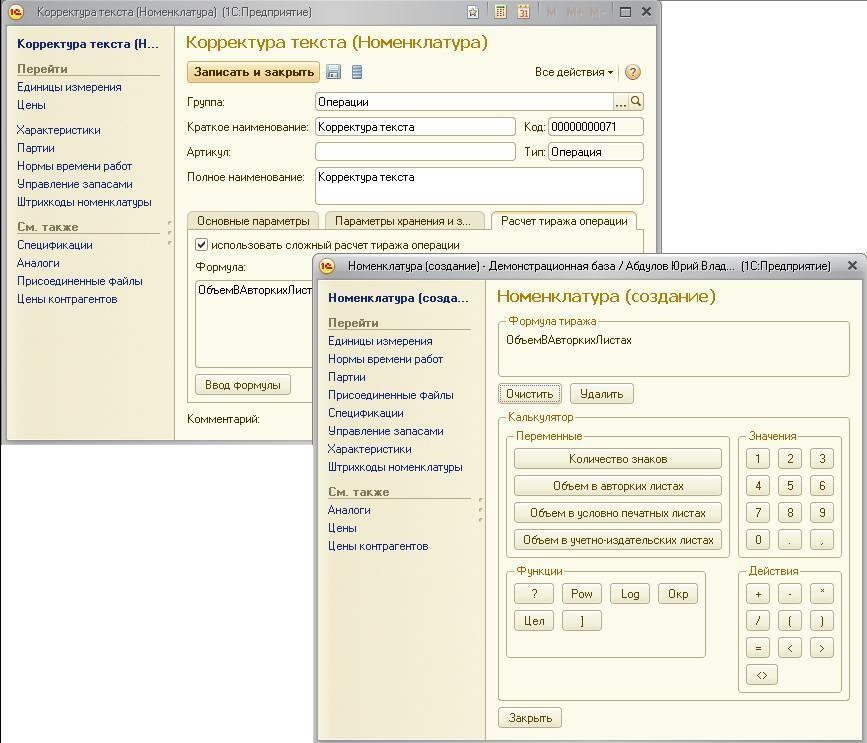 Корректура текста (Номенклатура) (1С:Предприятие)
M M+ M-
Корректура текста (Н...
Перейти
Единицы измерения
Цены
Характеристики
Партии
Нормы времени работ
Управление запасами
Штрихкоды номенклатуры
См. также
Спецификации
Аналоги
Присоединенные файлы
Цены контрагентов
Корректура текста (Номенклатура)
Записать и закрыть
Все действия
?
Группа: Операции ...
Краткое наименование: Корректура текста Код: 00000000071
Артикул: Тип: Операция
Полное наименование: Корректура текста
Основные параметры Параметры хранения и з... Расчет тиража операции
использовать сложный расчет тиража операции
Формула:
ОбъемВАвторкихЛист
Ввод формулы
Комментарий:
Номенклатура (создание) - Демонстрационная база / Абдулов Юрий Влад... (1С:Предприятие)
Номенклатура (созда...
Перейти
Единицы измерения
Нормы времени работ
Партии
Присоединенные файлы
Спецификации
Управление запасами
Характеристики
Штрихкоды номенклатуры
См. также
Аналоги
Цены
Цены контрагентов
Номенклатура (создание)
Формула тиража
ОбъемВАвторкихЛистах
Очистить Удалить
Калькулятор
Переменные
Количество знаков
Объем в авторких листах
Объем в условно печатных листах
Объем в учетно-издательских листах
Значения
1 2 3
4 5 6
7 8 9
0 . ,
Функции
? Pow Log Окр
Цел ]
Действия
+ - *
/ ( )
= < >
<>
Закрыть